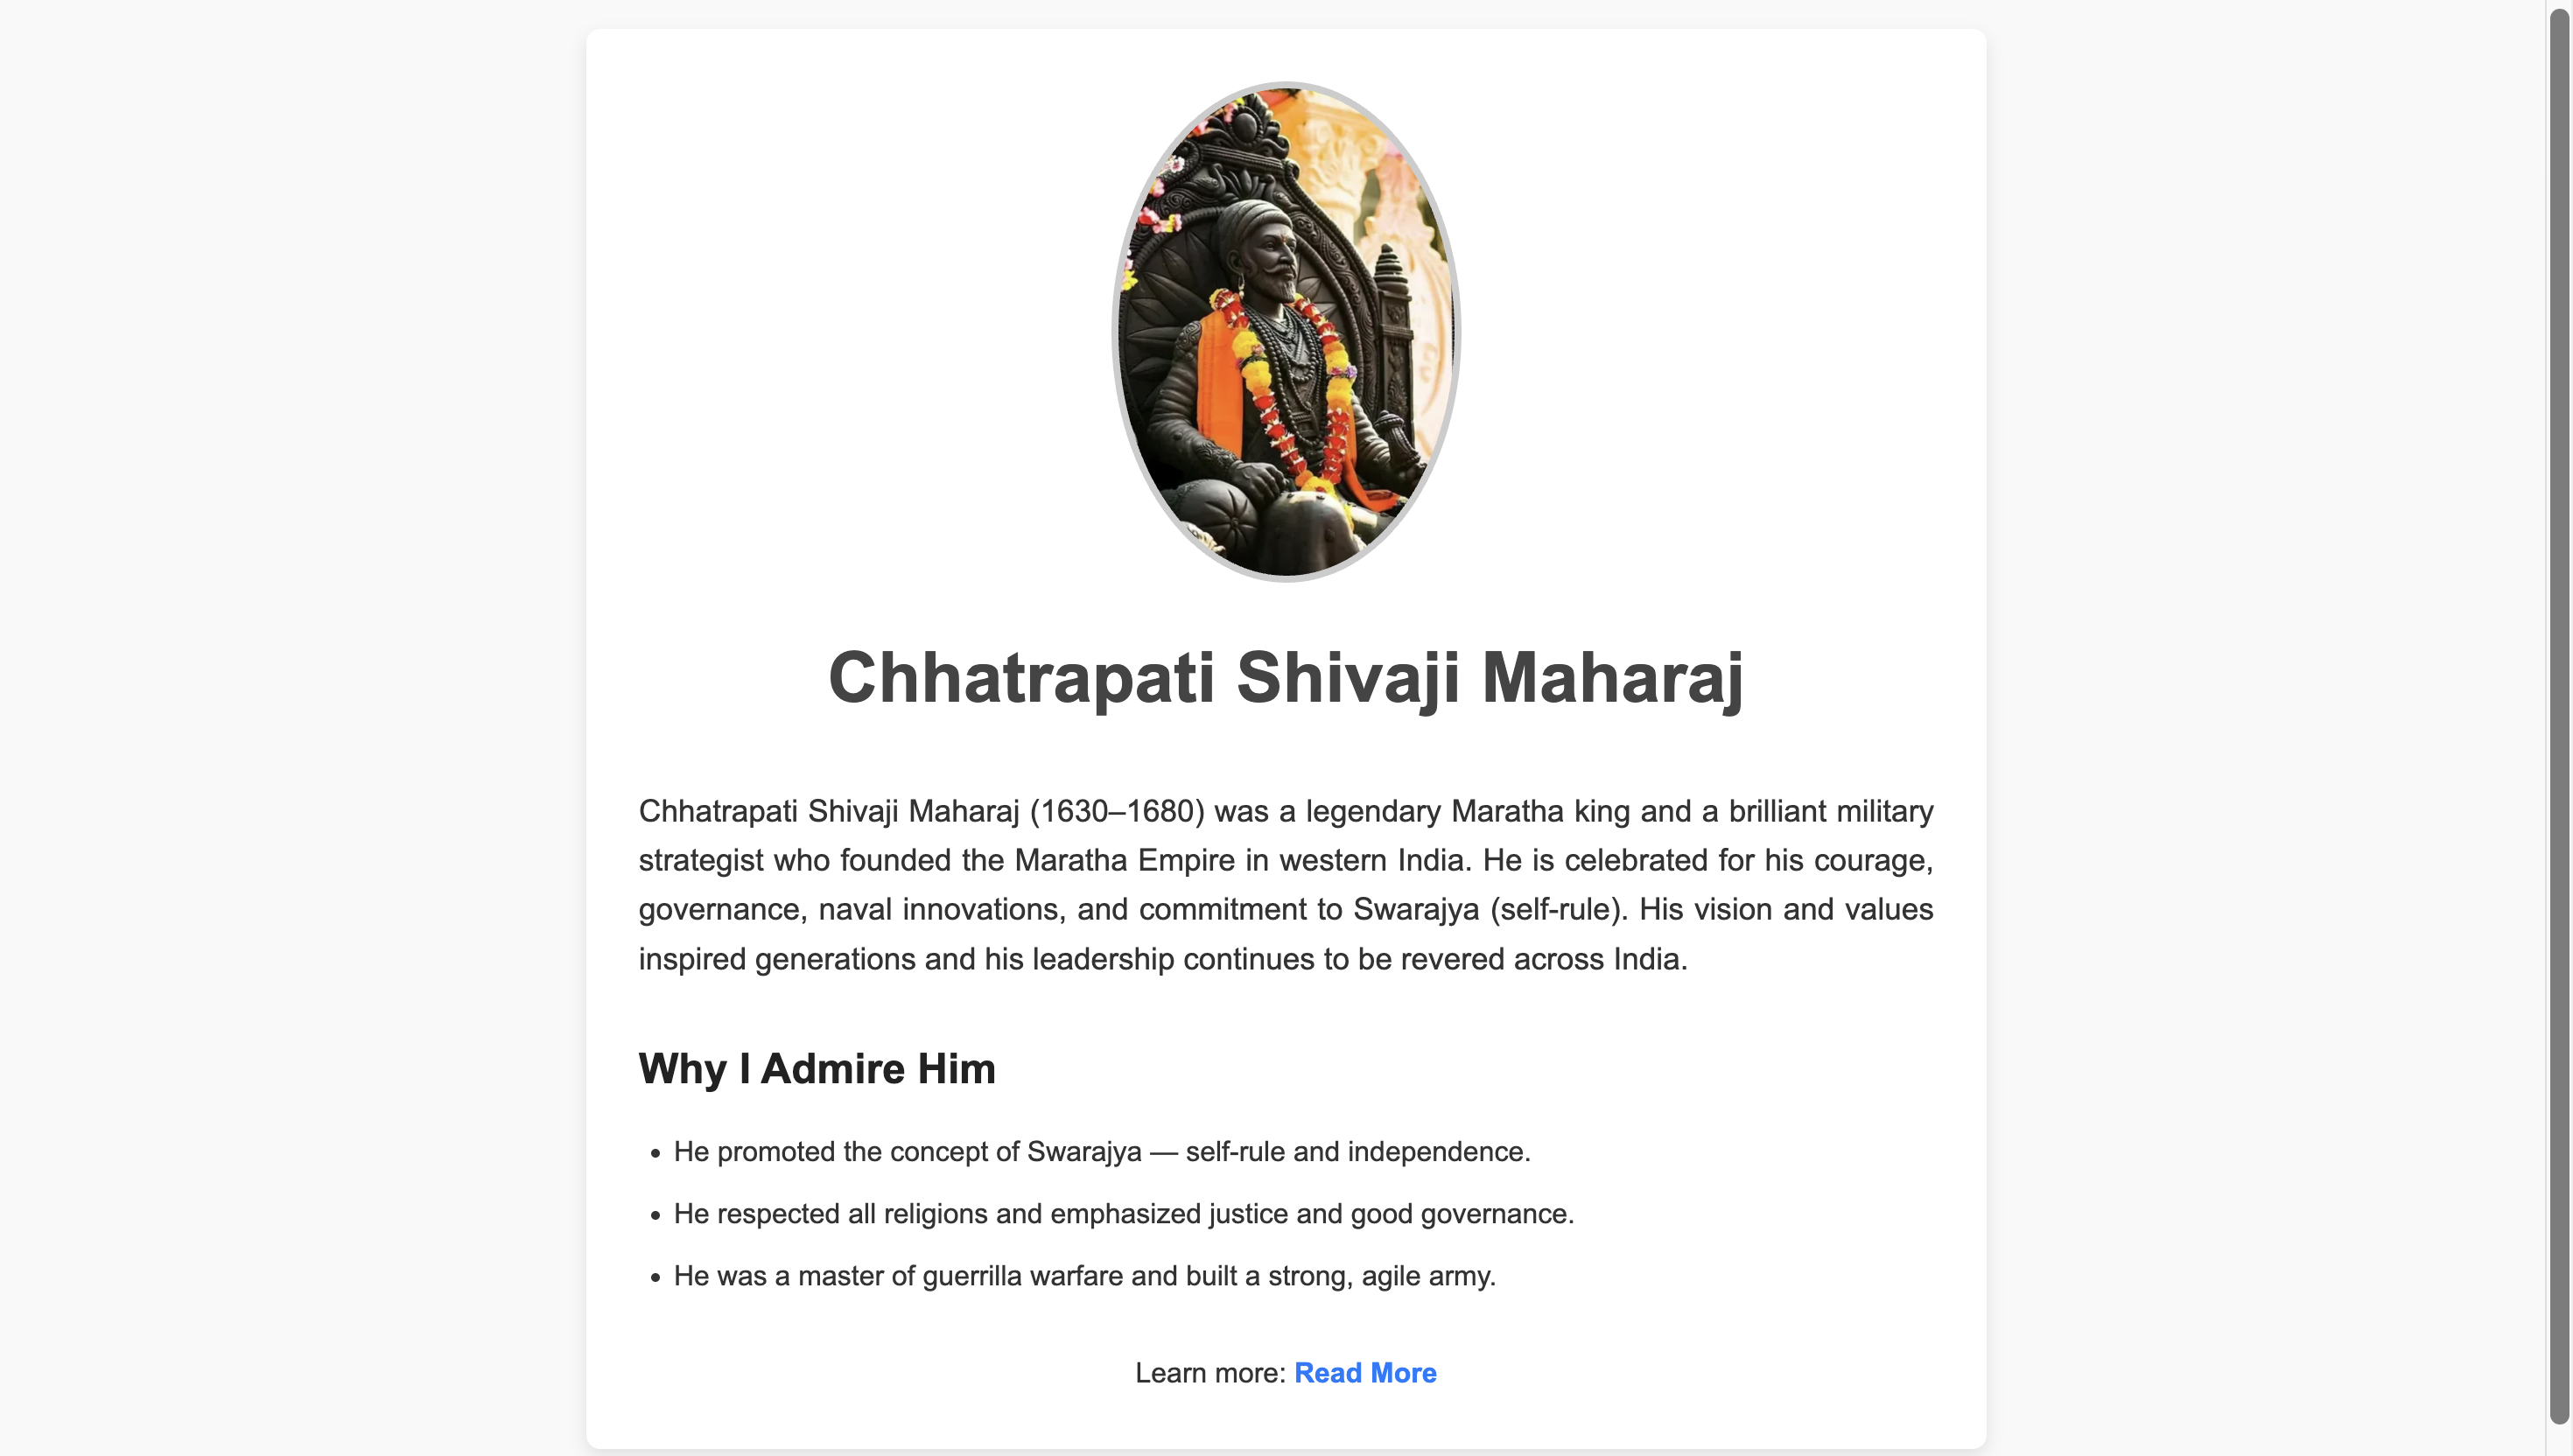 Chhatrapati Shivaji Maharaj
Chhatrapati Shivaji Maharaj (1630–1680) was a legendary Maratha king and a brilliant military
strategist who founded the Maratha Empire in western India. He is celebrated for his courage,
governance, naval innovations, and commitment to Swarajya (self-rule). His vision and values
inspired generations and his leadership continues to be revered across India.
Why I Admire Him
• He promoted the concept of Swarajya — self-rule and independence.
• He respected all religions and emphasized justice and good governance.
• He was a master of guerrilla warfare and built a strong, agile army.
Learn more: Read More